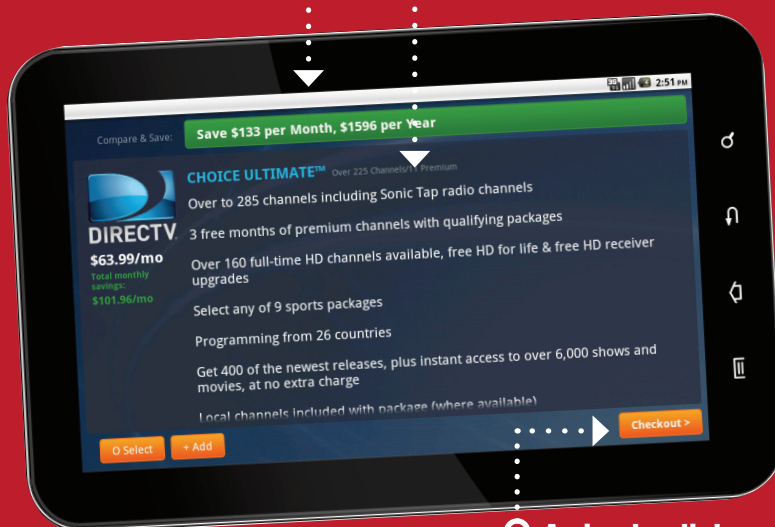 3G
2:51 PM
Compare & Save:
Save $133 per Month, $1596 per Year
DIRECTV
$63.99/mo
Total monthly
savings:
$101.96/mo
CHOICE ULTIMATE™ Over 225 Channels/11 Premium
Over to 285 channels including Sonic Tap radio channels
3 free months of premium channels with qualifying packages
Over 160 full-time HD channels available, free HD for life & free HD receiver
upgrades
Select any of 9 sports packages
Programming from 26 countries
Get 400 of the newest releases, plus instant access to over 6,000 shows and
movies, at no extra charge
Local channels included with package (where available)
O Select
+ Add
Checkout >